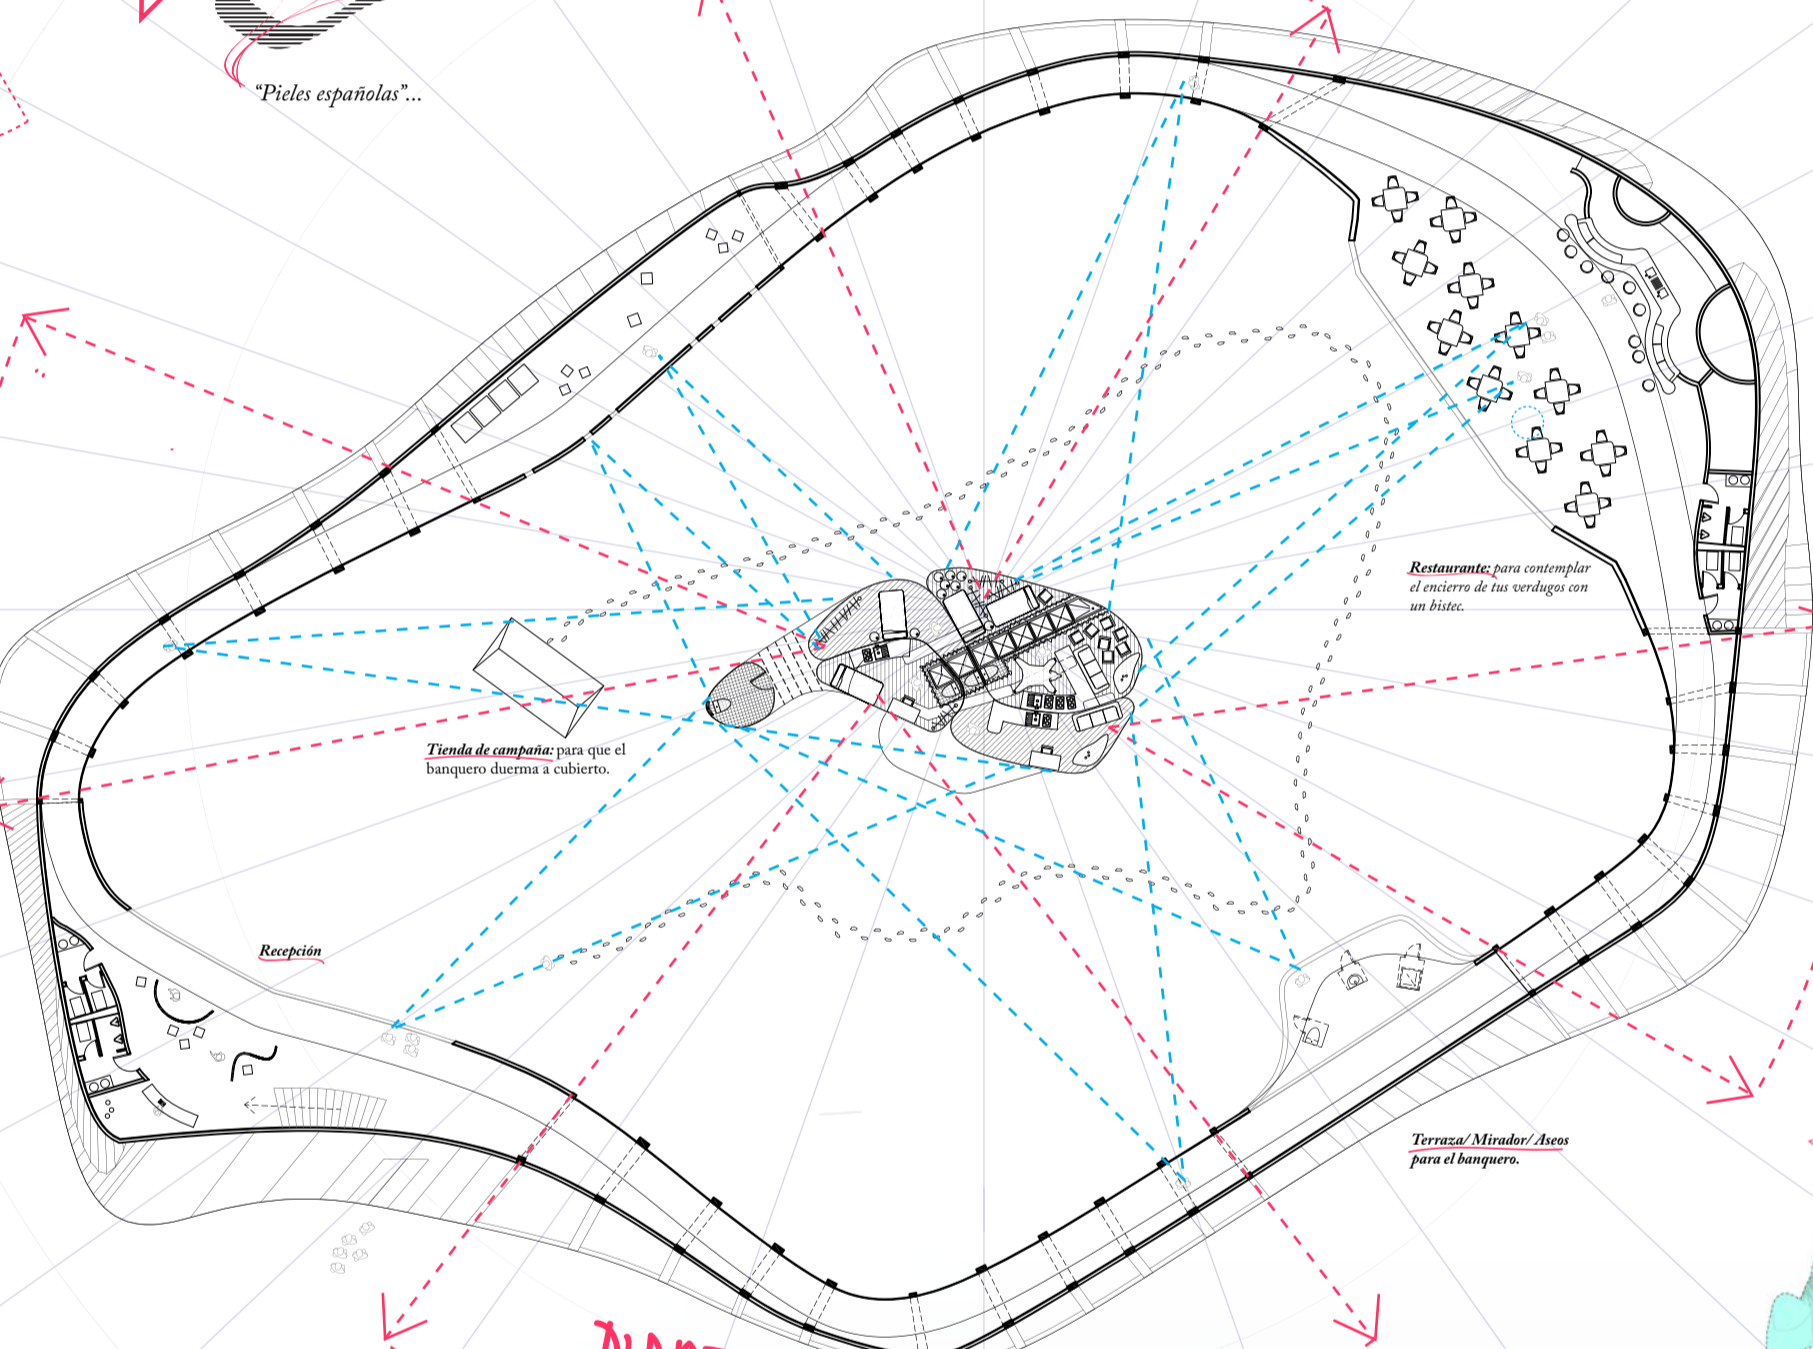 “Pieles españolas”...
Restaurante: para contemplar
el encierro de tus verdugos con
un bistec.
Tienda de campaña: para que el
banquero duerma a cubierto.
Recepción
Terraza/ Mirador/ Aseos
para el banquero.